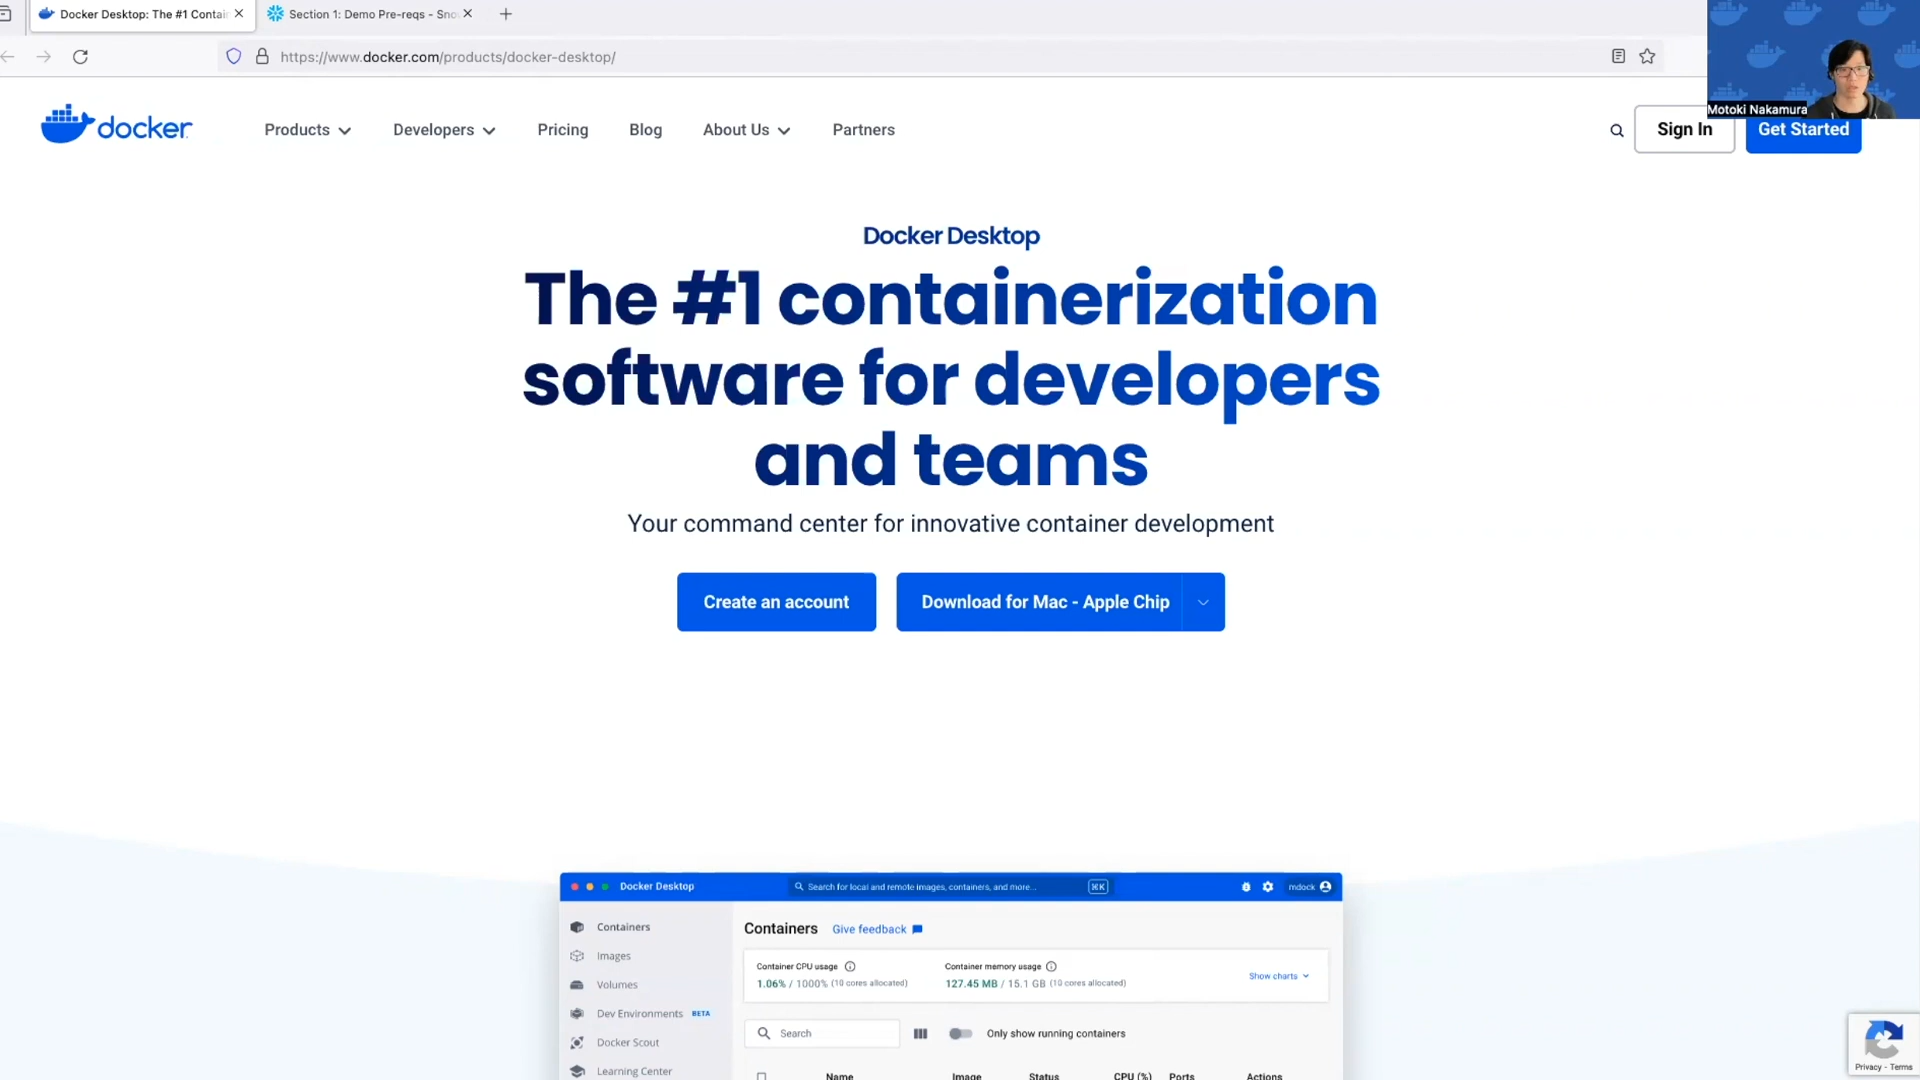 Docker Desktop: The #1 Contai
Section 1: Demo Pre-reqs - Sno
https://www.docker.com/products/docker-desktop/
Motoki Nakamura
docker
Products
Developers
Pricing
Blog
About Us
Partners
Sign In
Get Started
Docker Desktop
The #1 containerization
software for developers
and teams
Your command center for innovative container development
Create an account
Download for Mac - Apple Chip
Docker Desktop
Search for local and remote images, containers, and more...
⌘K
mdock
Containers
Images
Volumes
Dev Environments BETA
Docker Scout
Learning Center
Containers Give feedback
Container CPU usage
1.06% / 1000% (10 cores allocated)
Container memory usage
127.45 MB / 15.1 GB (10 cores allocated)
Show charts
Search
Only show running containers
Name Image Status CPU (%) Ports Actions
Privacy - Terms